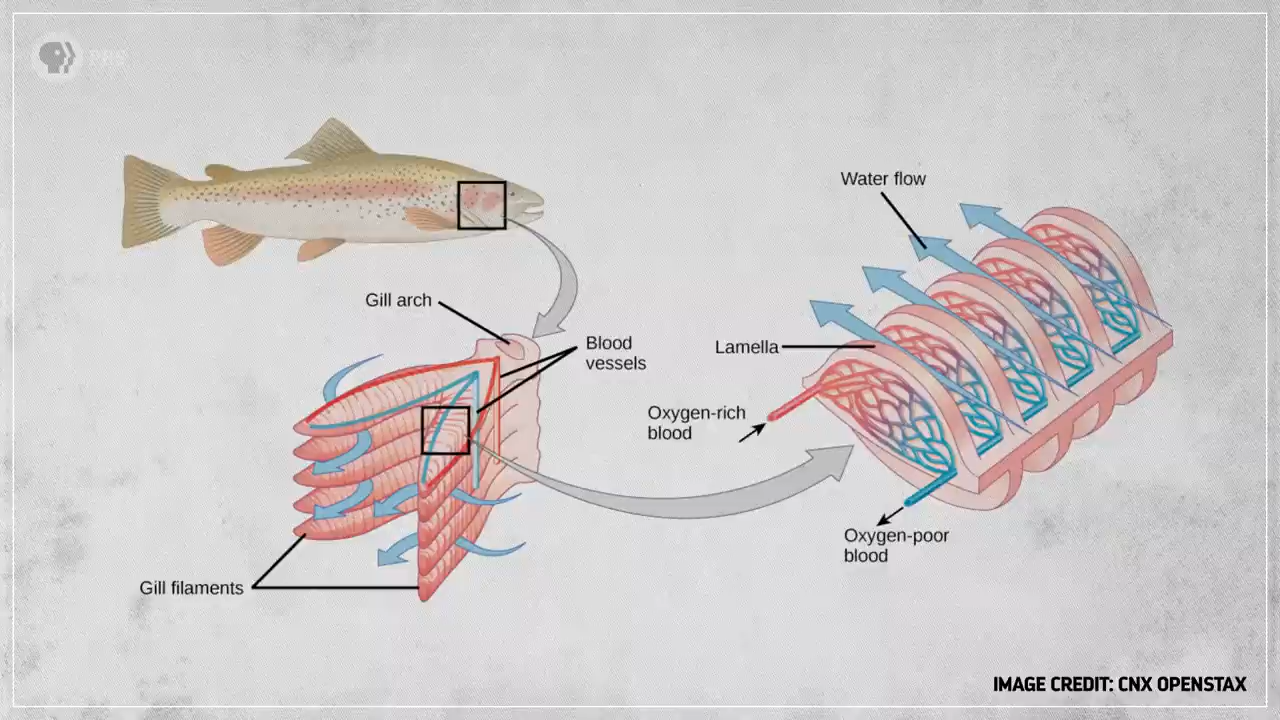 PBS
Water flow
Gill arch
Blood
vessels
Lamella
Oxygen-rich
blood
Oxygen-poor
blood
Gill filaments
IMAGE CREDIT: CNX OPENSTAX